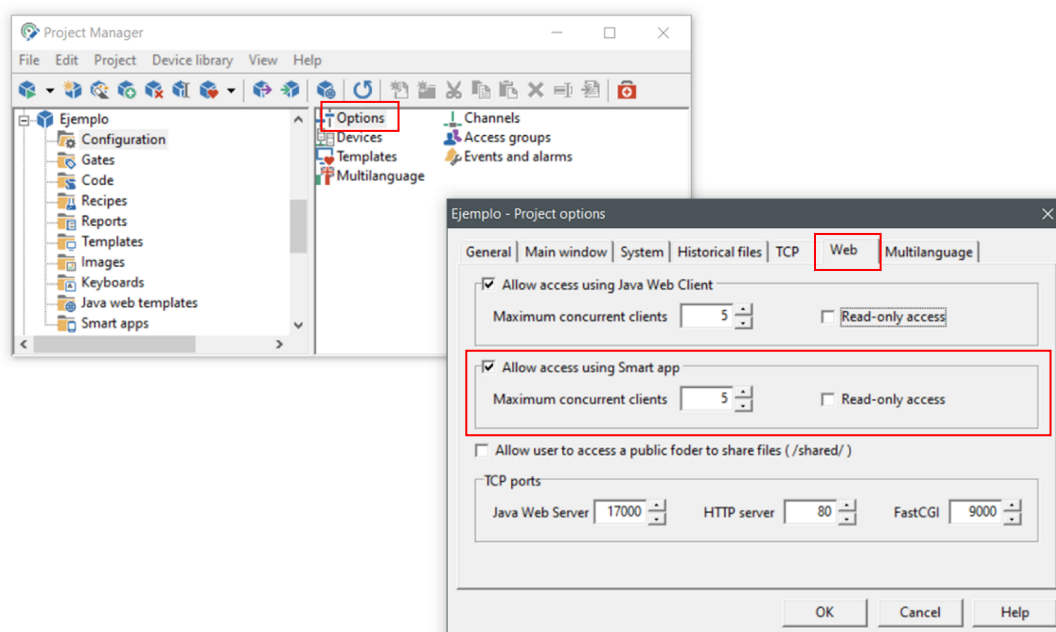 Project Manager
File Edit Project Device library View Help
Ejemplo
Configuration
Gates
Code
Recipes
Reports
Templates
Images
Keyboards
Java web templates
Smart apps
Options Channels
Devices Access groups
Templates Events and alarms
Multilanguage
Ejemplo - Project options
General Main window System Historical files TCP Web Multilanguage
Allow access using Java Web Client
Maximum concurrent clients 5 Read-only access
Allow access using Smart app
Maximum concurrent clients 5 Read-only access
Allow user to access a public foder to share files ( /shared/ )
TCP ports
Java Web Server 17000 HTTP server 80 FastCGI 9000
OK Cancel Help